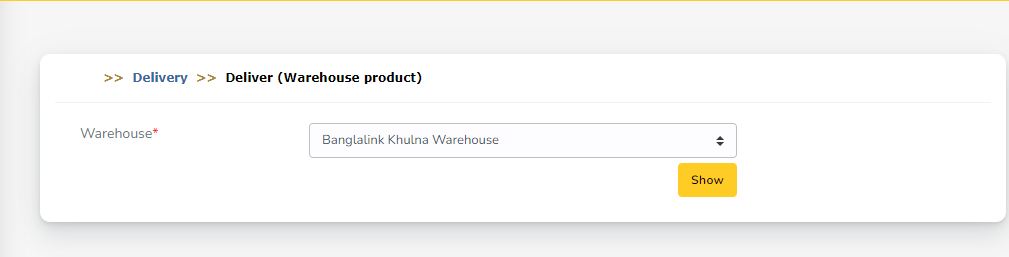 >> Delivery >> Deliver (Warehouse product)
Warehouse* Banglalink Khulna Warehouse
Show